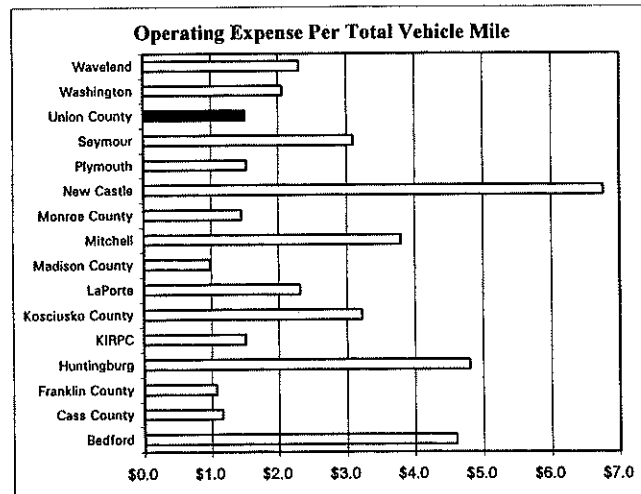 Operating Expense Per Total Vehicle Mile
Waveland
Washington
Union County
Seymour
Plymouth
New Castle
Monroe County
Mitchell
Madison County
LaPorte
Kosciusko County
KIRPC
Huntingburg
Franklin County
Cass County
Bedford
$0.0 $1.0 $2.0 $3.0 $4.0 $5.0 $6.0 $7.0